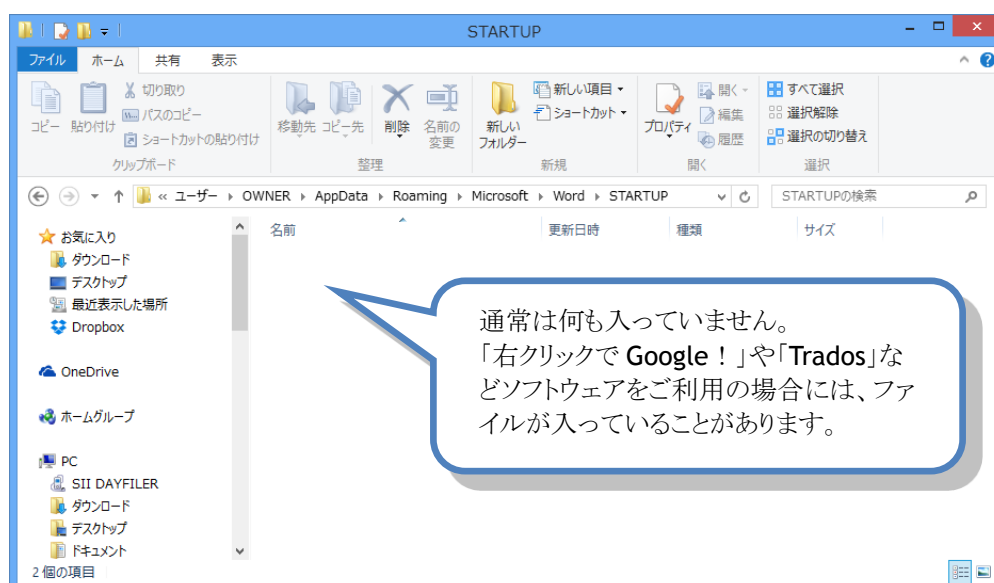 STARTUP
ファイル ホーム 共有 表示
コピー 貼り付け 切り取り
パスのコピー
ショートカットの貼り付け
クリップボード
移動先 コピー先 削除 名前の変更
整理
新しいフォルダー 新しい項目
ショートカット
新規
プロパティ 開く
編集
履歴
開く
すべて選択
選択解除
選択の切り替え
選択
« ユーザー OWNER AppData Roaming Microsoft Word STARTUP
STARTUPの検索
名前 更新日時 種類 サイズ
お気に入り
ダウンロード
デスクトップ
最近表示した場所
Dropbox
OneDrive
ホームグループ
PC
SII DAYFILER
ダウンロード
デスクトップ
ドキュメント
2 個の項目
通常は何も入っていません。
「右クリックで Google！」や「Trados」な
どソフトウェアをご利用の場合には、ファ
イルが入っていることがあります。